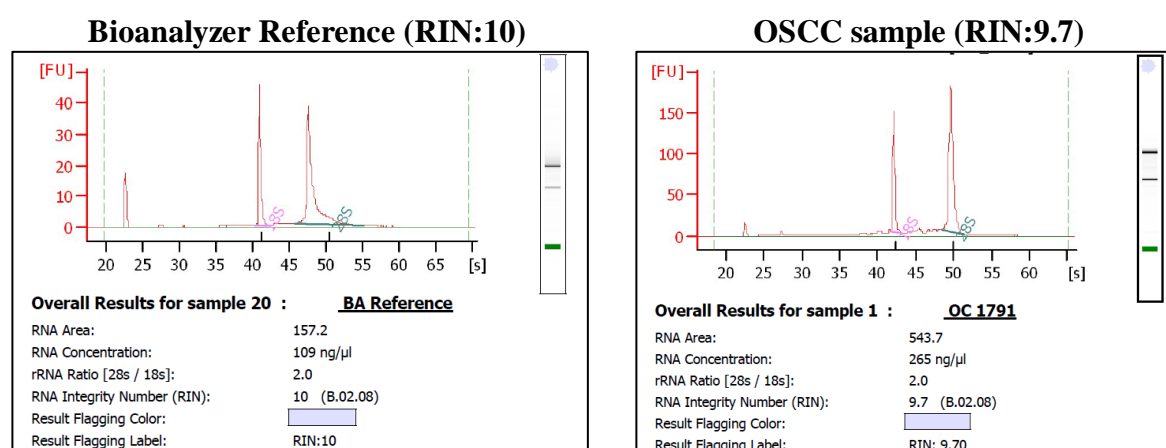 Bioanalyzer Reference (RIN:10)
[FU]
40
30
20
10
0
18S
28S
20 25 30 35 40 45 50 55 60 65 [s]
Overall Results for sample 20 : BA Reference
RNA Area: 157.2
RNA Concentration: 109 ng/µl
rRNA Ratio [28s / 18s]: 2.0
RNA Integrity Number (RIN): 10 (B.02.08)
Result Flagging Color:
Result Flagging Label: RIN:10
OSCC sample (RIN:9.7)
[FU]
150
100
50
0
18S
28S
20 25 30 35 40 45 50 55 60 [s]
Overall Results for sample 1 : OC 1791
RNA Area: 543.7
RNA Concentration: 265 ng/µl
rRNA Ratio [28s / 18s]: 2.0
RNA Integrity Number (RIN): 9.7 (B.02.08)
Result Flagging Color:
Result Flagging Label: RIN: 9.70